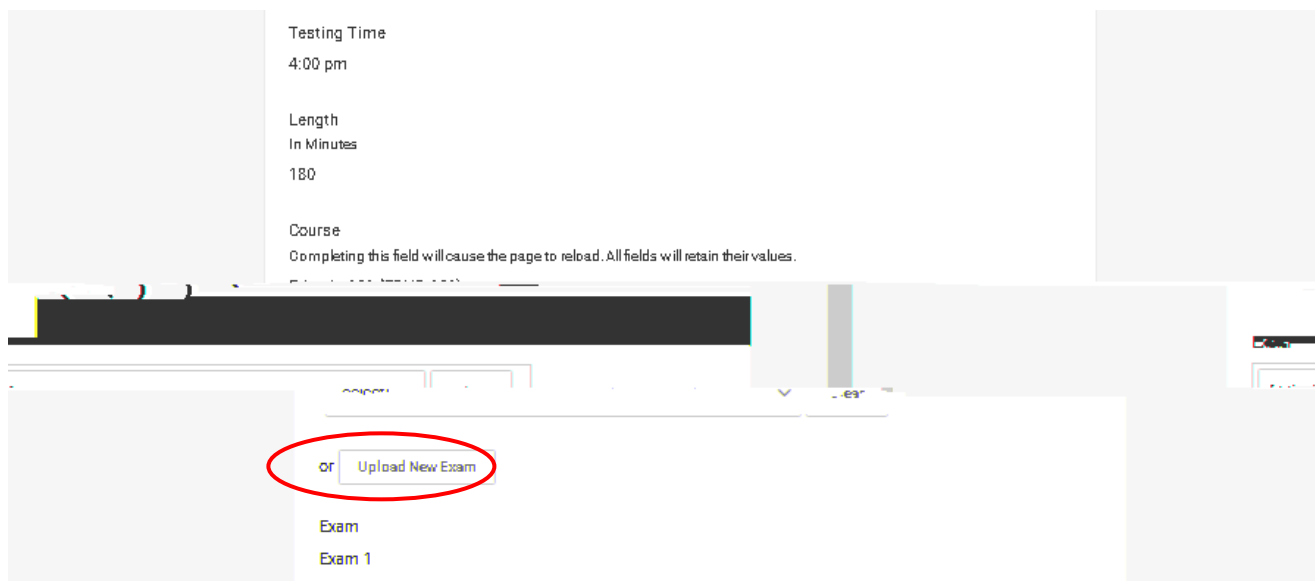 Testing Time
4:00 pm
Length
In Minutes
180
Course
Completing this field will cause the page to reload. All fields will retain their values.
or Upload New Exam
Exam
Exam 1